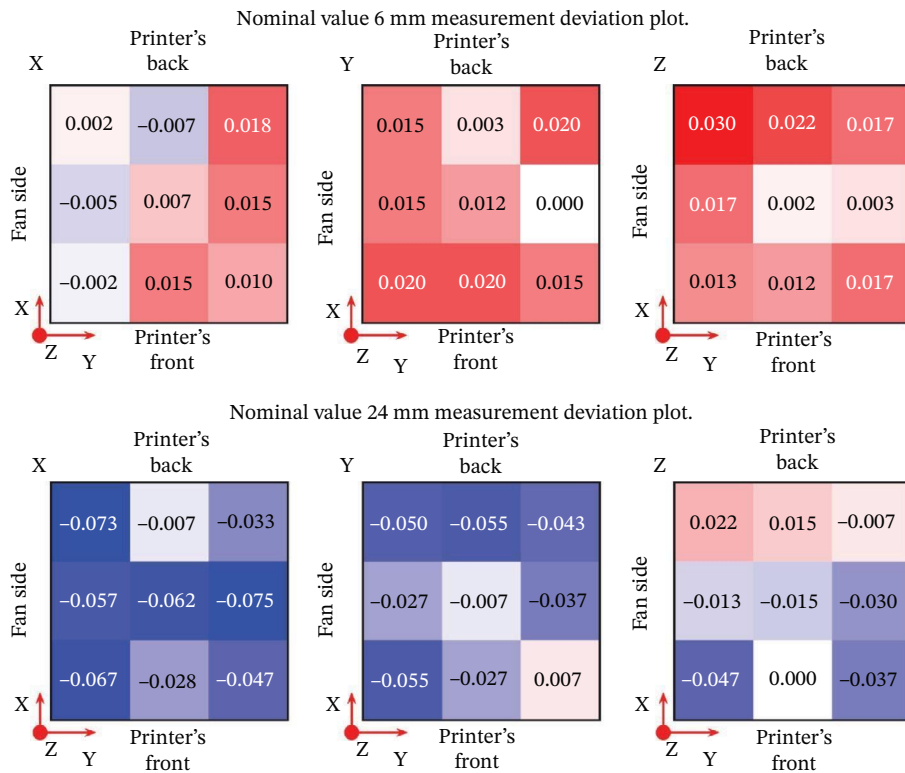 Nominal value 6 mm measurement deviation plot.
X Printer's Y Printer's Z Printer's
back back back
0.002 –0.007 0.018 0.015 0.003 0.020 0.030 0.022 0.017
Fan side Fan side Fan side
–0.005 0.007 0.015 0.015 0.012 0.000 0.017 0.002 0.003
–0.002 0.015 0.010 0.020 0.020 0.015 0.013 0.012 0.017
X X X
Z Y Printer's Z Y Printer's Z Y Printer's
front front front
Nominal value 24 mm measurement deviation plot.
X Printer's Y Printer's Z Printer's
back back back
–0.073 –0.007 –0.033 –0.050 –0.055 –0.043 0.022 0.015 –0.007
Fan side Fan side Fan side
–0.057 –0.062 –0.075 –0.027 –0.007 –0.037 –0.013 –0.015 –0.030
–0.067 –0.028 –0.047 –0.055 –0.027 0.007 –0.047 0.000 –0.037
X X X
Z Y Printer's Z Y Printer's Z Y Printer's
front front front